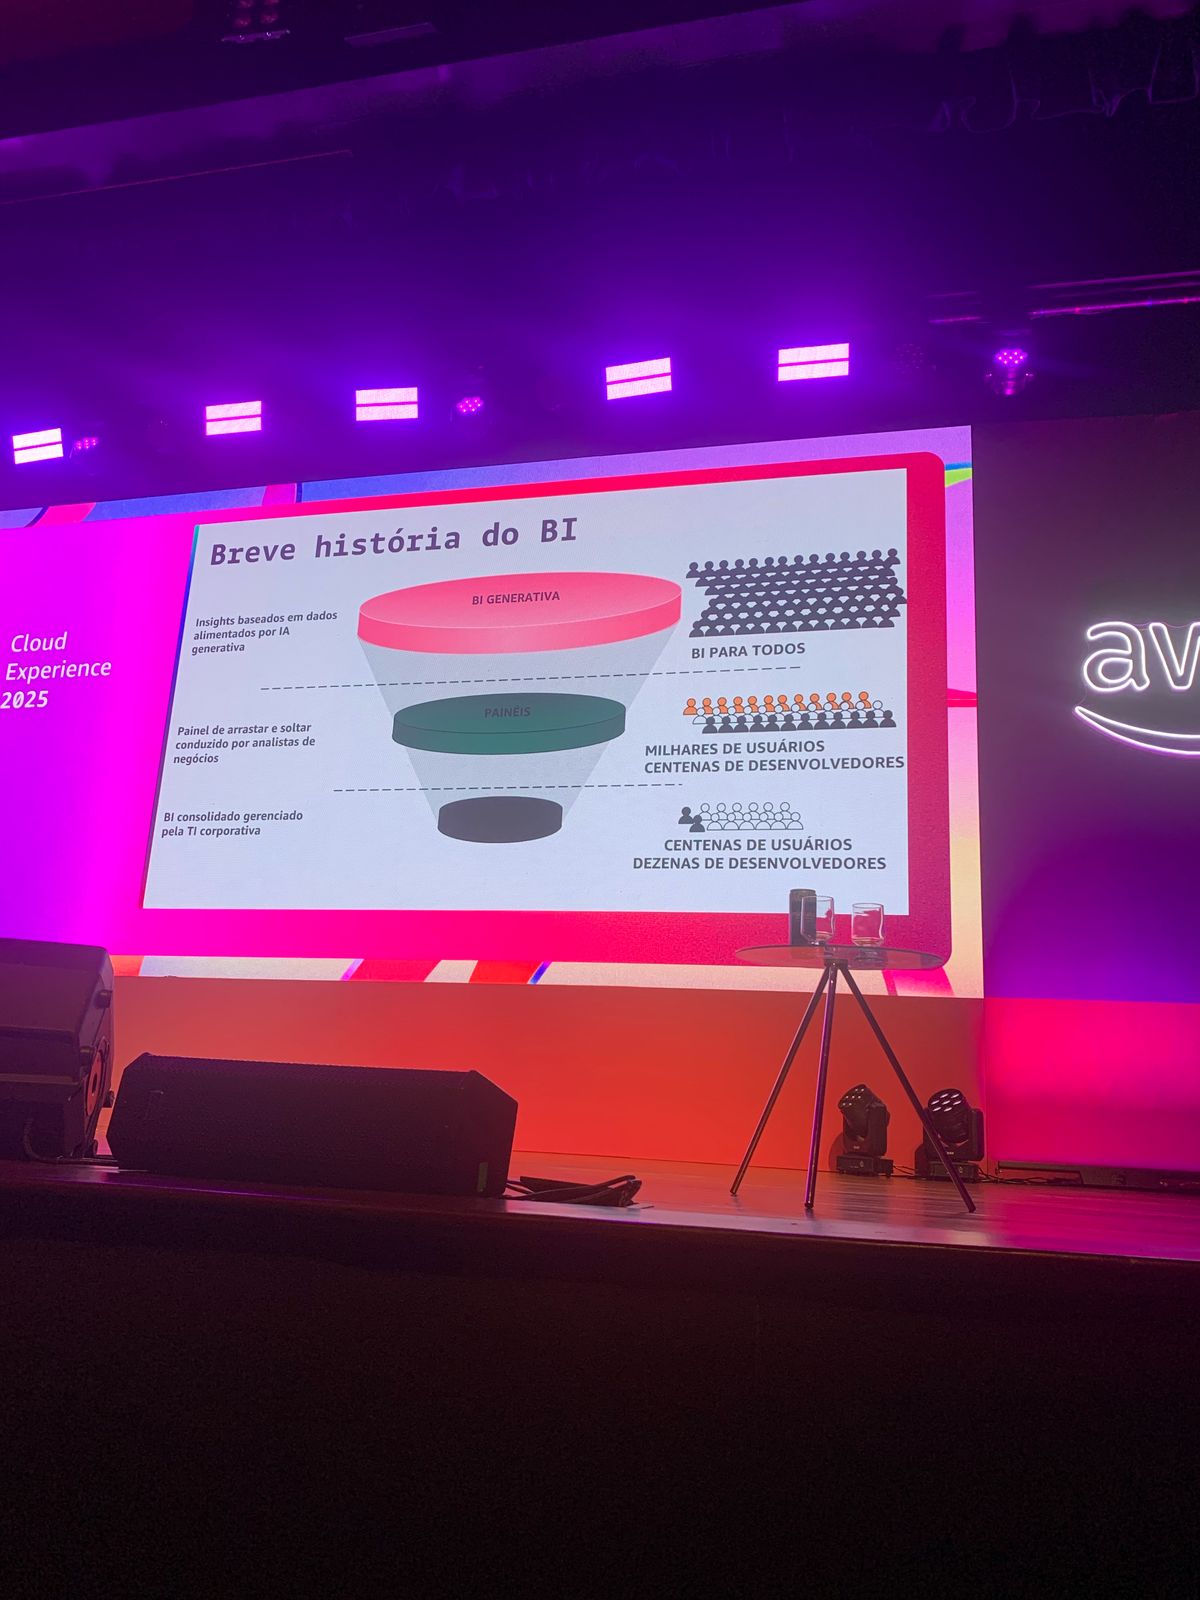 Breve história do BI
BI GENERATIVA
Insights baseados em dados
alimentados por IA
generativa
BI PARA TODOS
PAINÉIS
Painel de arrastar e soltar
conduzido por analistas de
negócios
MILHARES DE USUÁRIOS
CENTENAS DE DESENVOLVEDORES
BI consolidado gerenciado
pela TI corporativa
CENTENAS DE USUÁRIOS
DEZENAS DE DESENVOLVEDORES
Cloud
Experience
2025
aw